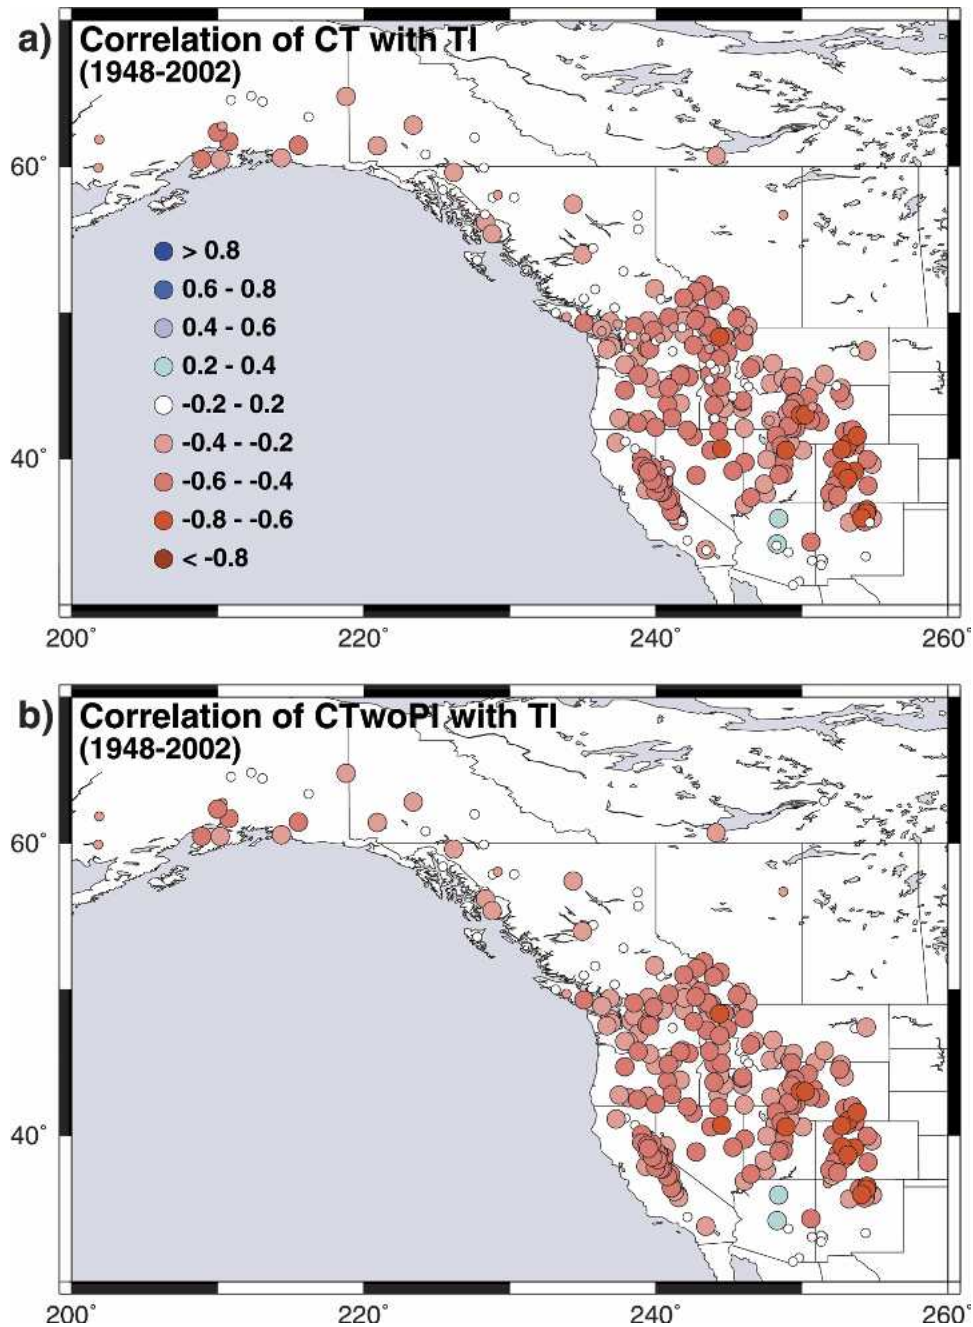 a) Correlation of CT with TI
(1948-2002)
60°
> 0.8
0.6 - 0.8
0.4 - 0.6
0.2 - 0.4
-0.2 - 0.2
-0.4 - -0.2
40°
-0.6 - -0.4
-0.8 - -0.6
< -0.8
200° 220° 240° 260°
b) Correlation of CTwoPI with TI
(1948-2002)
60°
40°
200° 220° 240° 260°